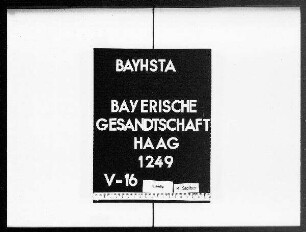 BAYHSTA
BAYERISCHE
GESANDTSCHAFT
HAAG
1249
V-16